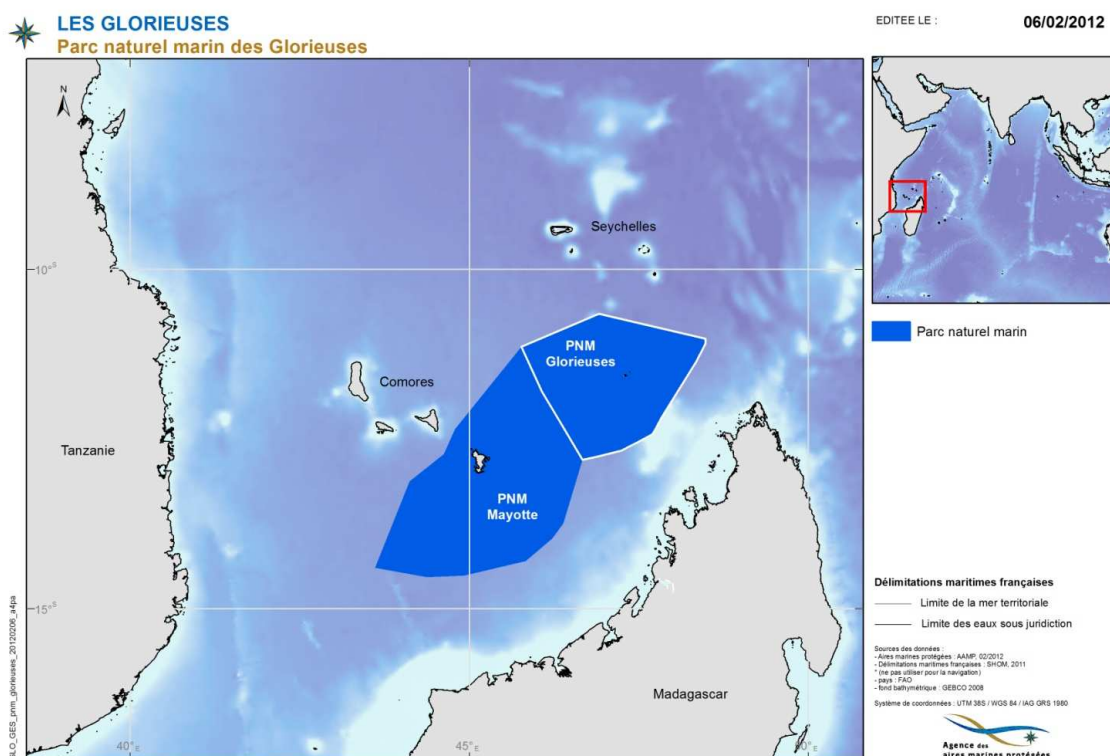 LES GLORIEUSES
Parc naturel marin des Glorieuses
EDITEE LE :
06/02/2012
N
Seychelles
10°S
PNM
Glorieuses
Comores
Tanzanie
PNM
Mayotte
15°S
Madagascar
40°E
45°E
50°E
Parc naturel marin
Délimitations maritimes françaises
Limite de la mer territoriale
Limite des eaux sous juridiction
Sources des données :
- Aires marines protégées : AAMP, 02/2012
- Délimitations maritimes françaises : SHOM, 2011
* (ne pas utiliser pour la navigation)
- pays : FAO
- fond bathymétrique : GEBCO 2008
Système de coordonnées : UTM 38S / WGS 84 / IAG GRS 1980
Agence des
aires marines protégées
GLO_GES_pnm_glorieuses_20120206_a4pa